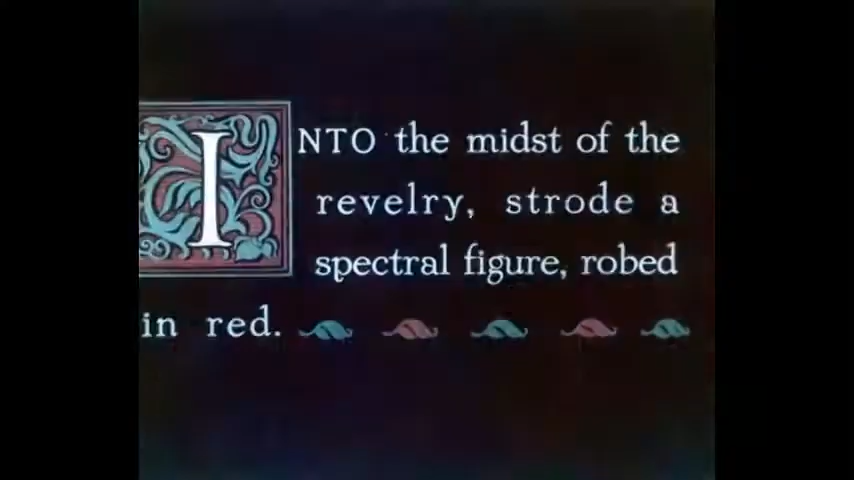 INTO the midst of the
revelry, strode a
spectral figure, robed
in red.